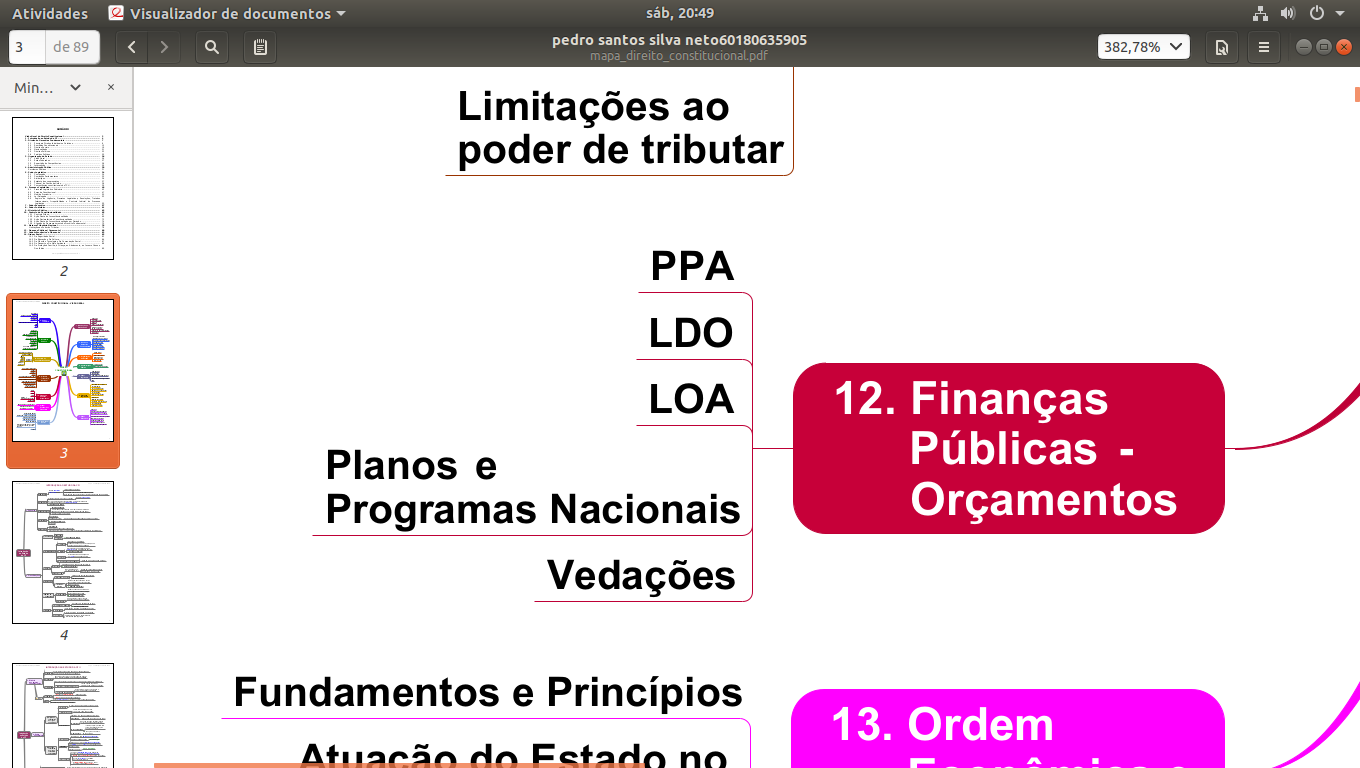 Atividades
Visualizador de documentos
sáb, 20:49
3
de 89
pedro santos silva neto60180635905
mapa_direito_constitucional.pdf
382,78%
Min...
2
3
4
Limitações ao
poder de tributar
PPA
LDO
LOA
Planos e
Programas Nacionais
Vedações
12. Finanças
Públicas -
Orçamentos
Fundamentos e Princípios
Atuação do Estado no
13. Ordem
Econômica e